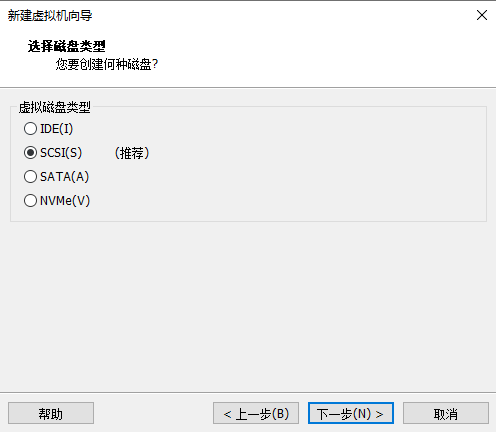 新建虚拟机向导
选择磁盘类型
您要创建何种磁盘?
虚拟磁盘类型
IDE(I)
SCSI(S) （推荐）
SATA(A)
NVMe(V)
帮助 < 上一步(B) 下一步(N) > 取消